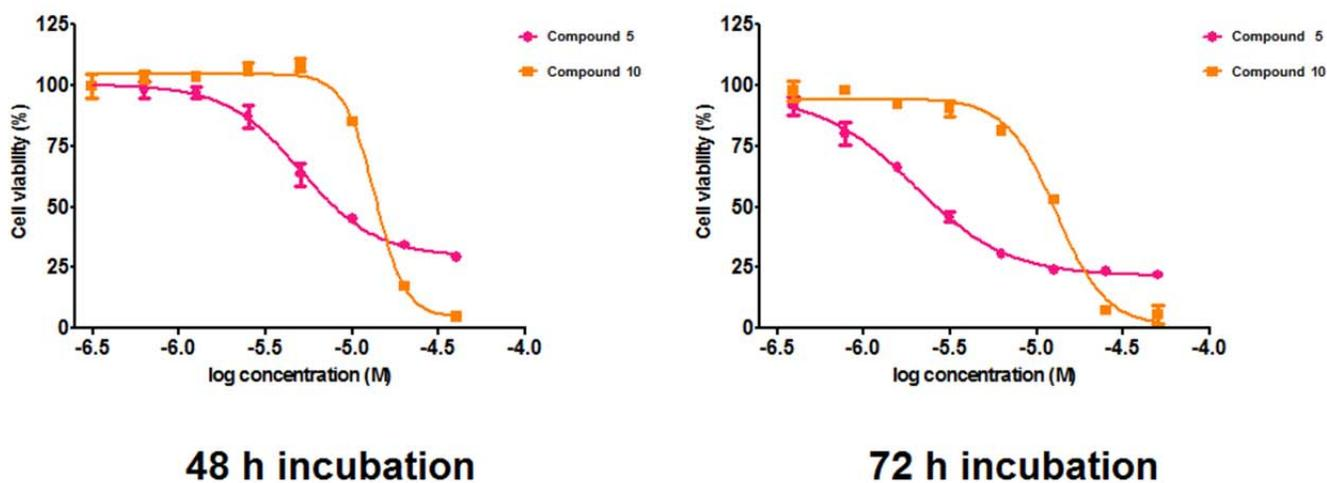 125
100
75
50
25
0
Cell viability (%)
-6.5 -6.0 -5.5 -5.0 -4.5 -4.0
log concentration (M)
Compound 5
Compound 10
48 h incubation
125
100
75
50
25
0
Cell viability (%)
-6.5 -6.0 -5.5 -5.0 -4.5 -4.0
log concentration (M)
Compound 5
Compound 10
72 h incubation